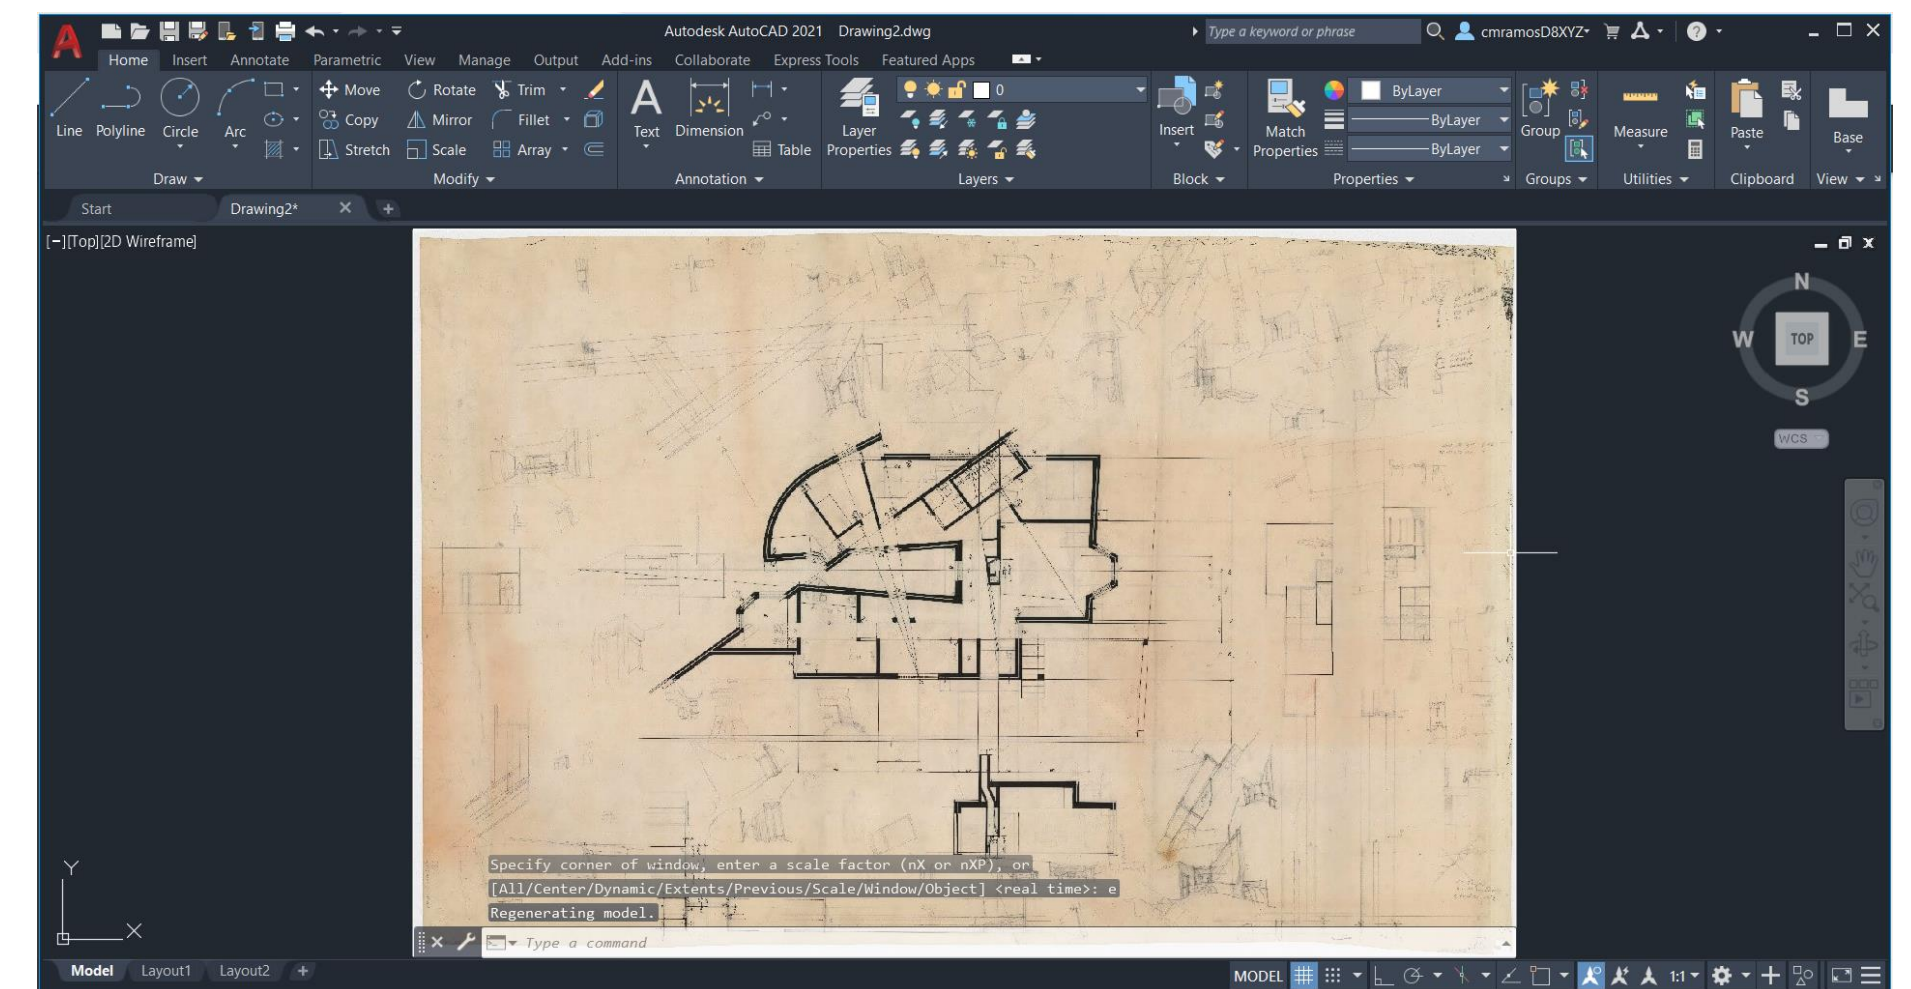 Autodesk AutoCAD 2021 Drawing2.dwg
Type a keyword or phrase
cmramosD8XYZ
Home Insert Annotate Parametric View Manage Output Add-ins Collaborate Express Tools Featured Apps
Move Rotate Trim 0 ByLayer
Line Polyline Circle Arc Copy Mirror Fillet Text Dimension Layer Properties Insert Match Properties ByLayer Group Measure Paste Base
Stretch Scale Array Table ByLayer
Draw Modify Annotation Layers Block Properties Groups Utilities Clipboard View
Start Drawing2*
[−][Top][2D Wireframe]
N
W TOP E
S
WCS
Specify corner of window, enter a scale factor (nX or nXP), or
[All/Center/Dynamic/Extents/Previous/Scale/Window/Object] <real time>: e
Regenerating model.
Y
X
Type a command
Model Layout1 Layout2 +
MODEL 1:1